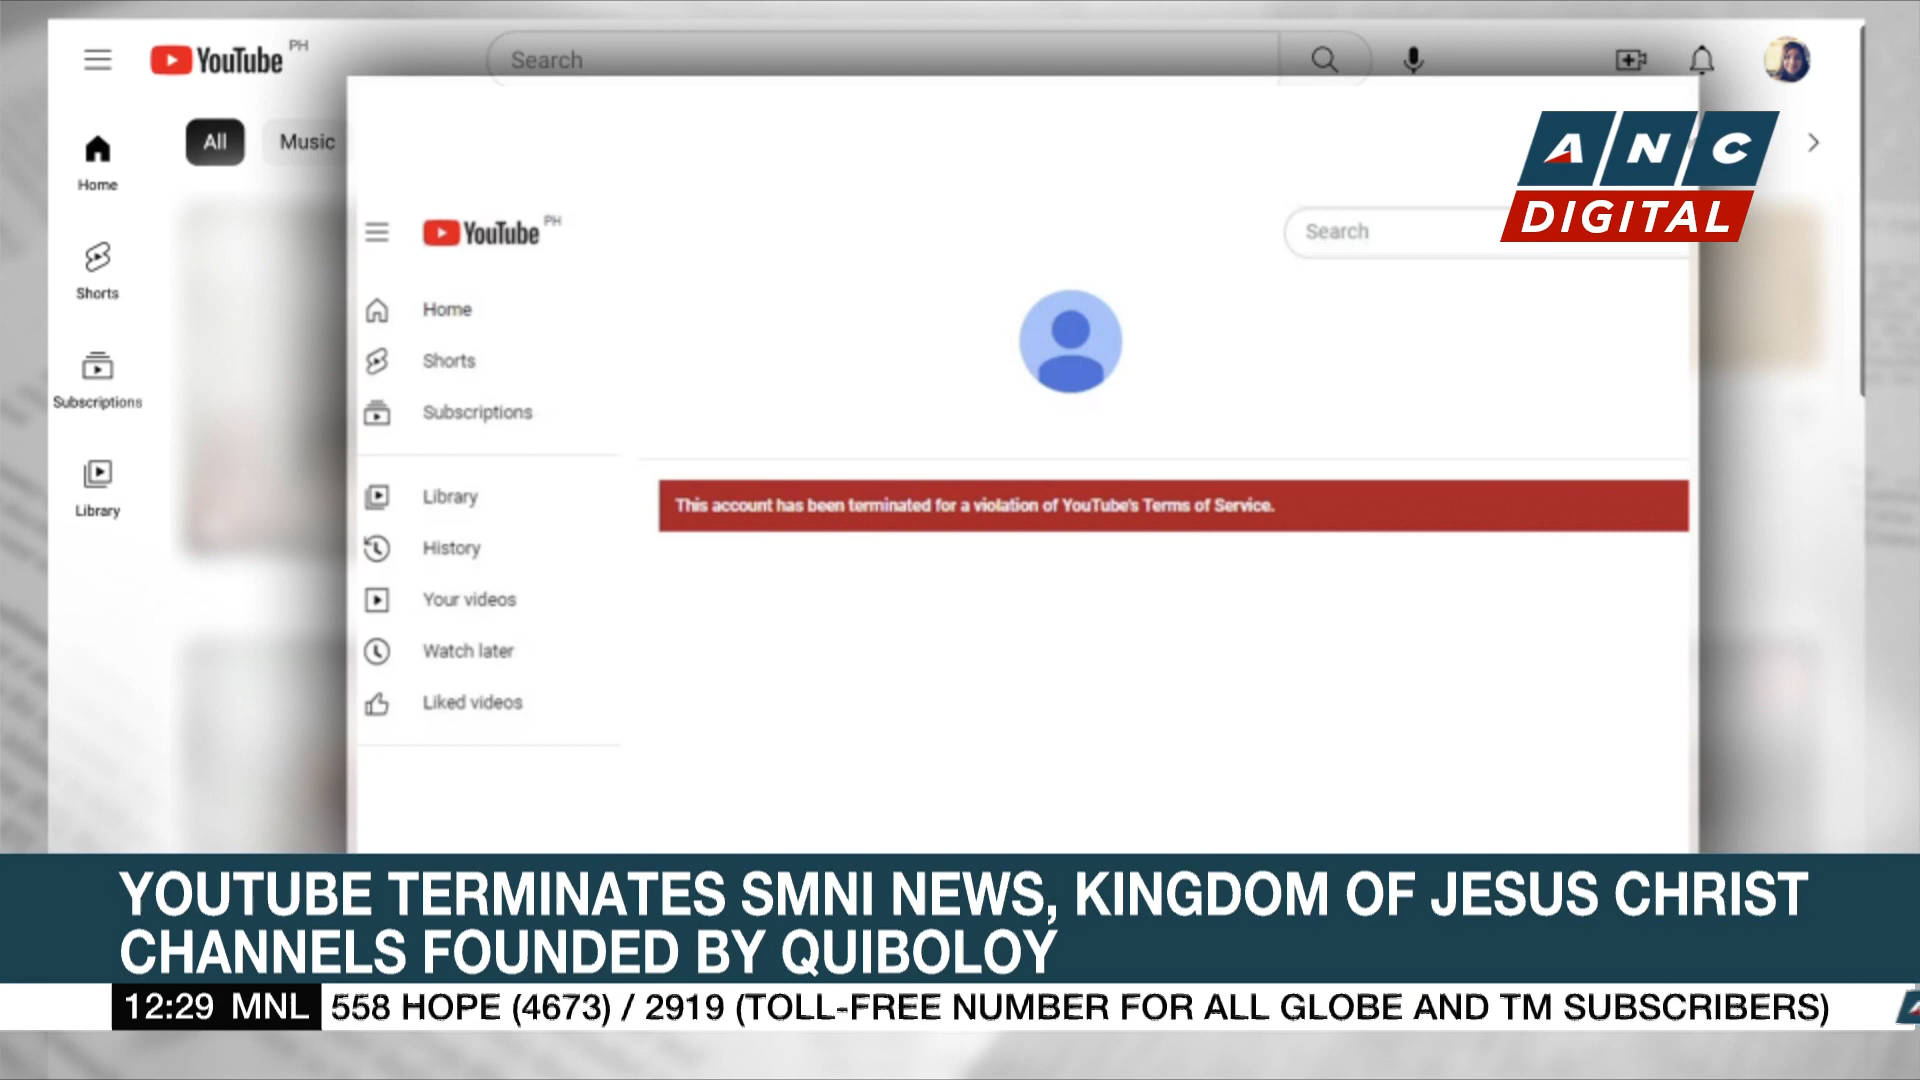 YouTube PH
Search
All
Music
Home
Shorts
Subscriptions
Library
ANC
DIGITAL
YouTube PH
Search
Home
Shorts
Subscriptions
Library
History
Your videos
Watch later
Liked videos
This account has been terminated for a violation of YouTube's Terms of Service.
YOUTUBE TERMINATES SMNI NEWS, KINGDOM OF JESUS CHRIST
CHANNELS FOUNDED BY QUIBOLOY
12:29 MNL 558 HOPE (4673) / 2919 (TOLL-FREE NUMBER FOR ALL GLOBE AND TM SUBSCRIBERS)